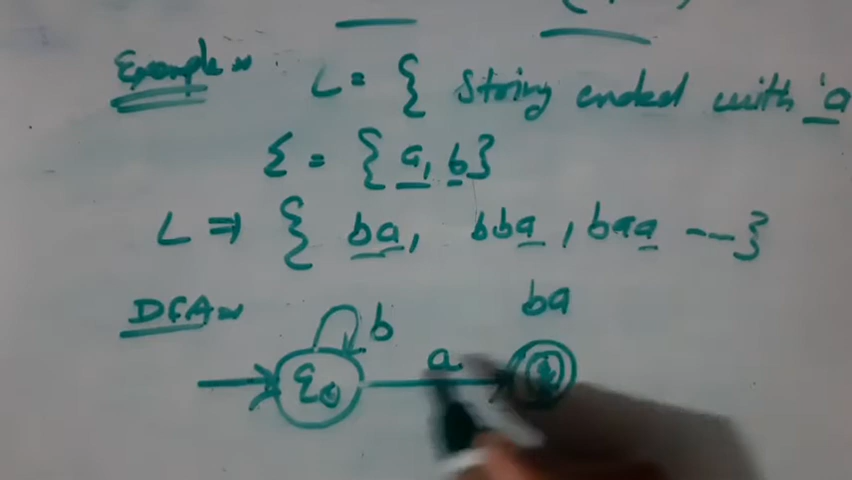 Example L = { String ended with 'a
Σ = { a, b }
L ⇒ { ba, bba, baa --- }
DFA ba
b
a
q0